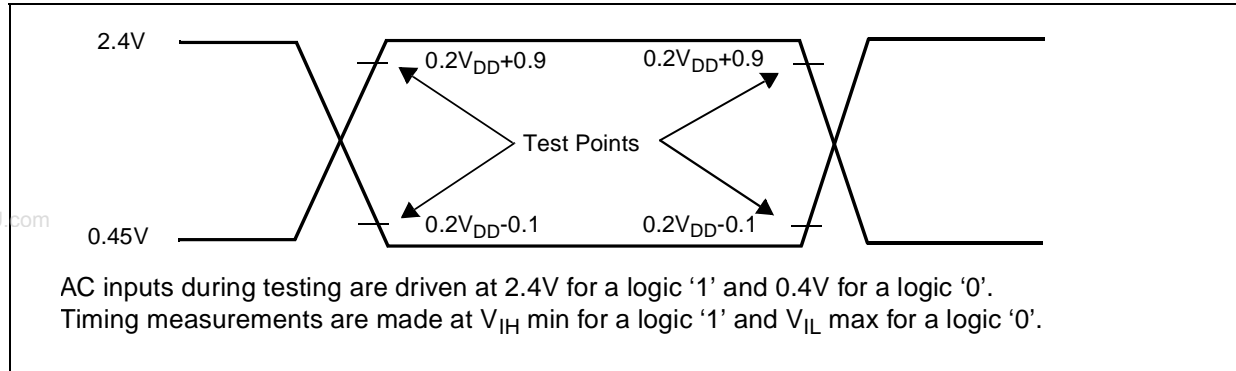 2.4V
0.2VDD+0.9 0.2VDD+0.9
Test Points
J.com
0.45V
0.2VDD-0.1 0.2VDD-0.1
AC inputs during testing are driven at 2.4V for a logic ‘1’ and 0.4V for a logic ‘0’.
Timing measurements are made at VIH min for a logic ‘1’ and VIL max for a logic ‘0’.